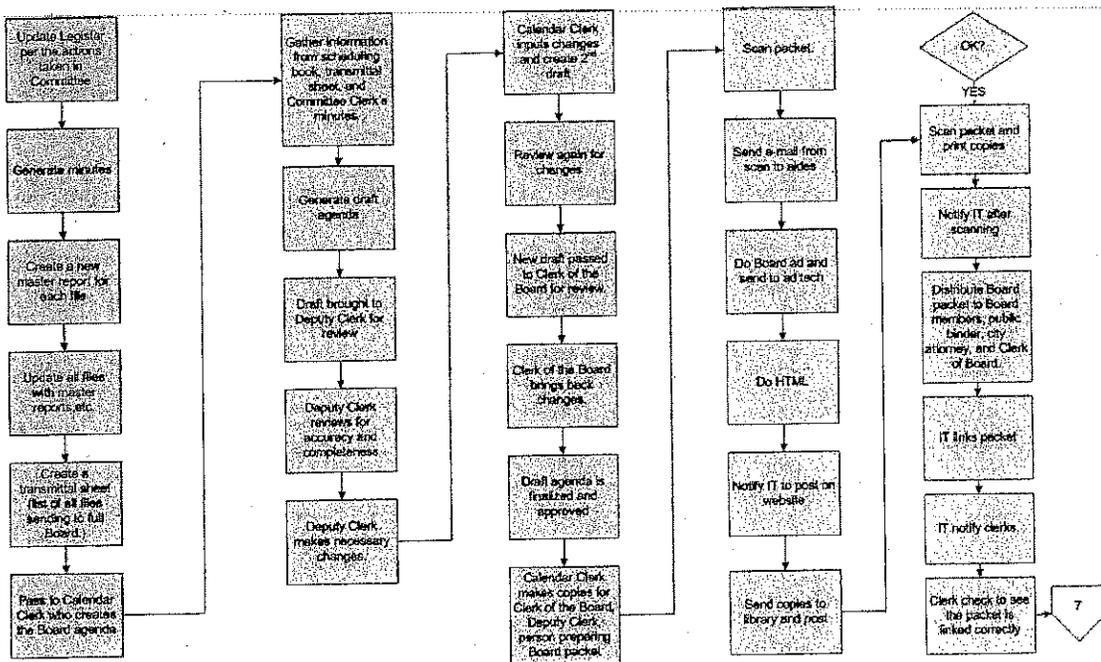 Update Legistar
per the actions
taken in
Committee
Generate minutes
Create a new
master report for
each file
Update all files
with master
reports,etc.
Create a
transmittal sheet
(list of all files
sending to full
Board.)
Pass to Calendar
Clerk who creates
the Board agenda
Gather information
from scheduling
book, transmittal
sheet, and
Committee Clerk's
minutes.
Generate draft
agenda
Draft brought to
Deputy Clerk for
review
Deputy Clerk
reviews for
accuracy and
completeness
Deputy Clerk
makes necessary
changes.
Calendar Clerk
inputs changes
and create 2nd
draft
Review again for
changes
New draft passed
to Clerk of the
Board for review.
Clerk of the Board
brings back
changes.
Draft agenda is
finalized and
approved
Calendar Clerk
makes copies for
Clerk of the Board,
Deputy Clerk,
person preparing
Board packet
Scan packet.
Send e-mail from
scan to aides
Do Board ad and
send to ad tech
Do HTML
Notify IT to post on
website
Send copies to
library and post
OK?
YES
Scan packet and
print copies
Notify IT after
scanning
Distribute Board
packet to Board
members, public
binder, city
attorney, and Clerk
of Board.
IT links packet
IT notify clerks
Clerk check to see
the packet is
linked correctly
7